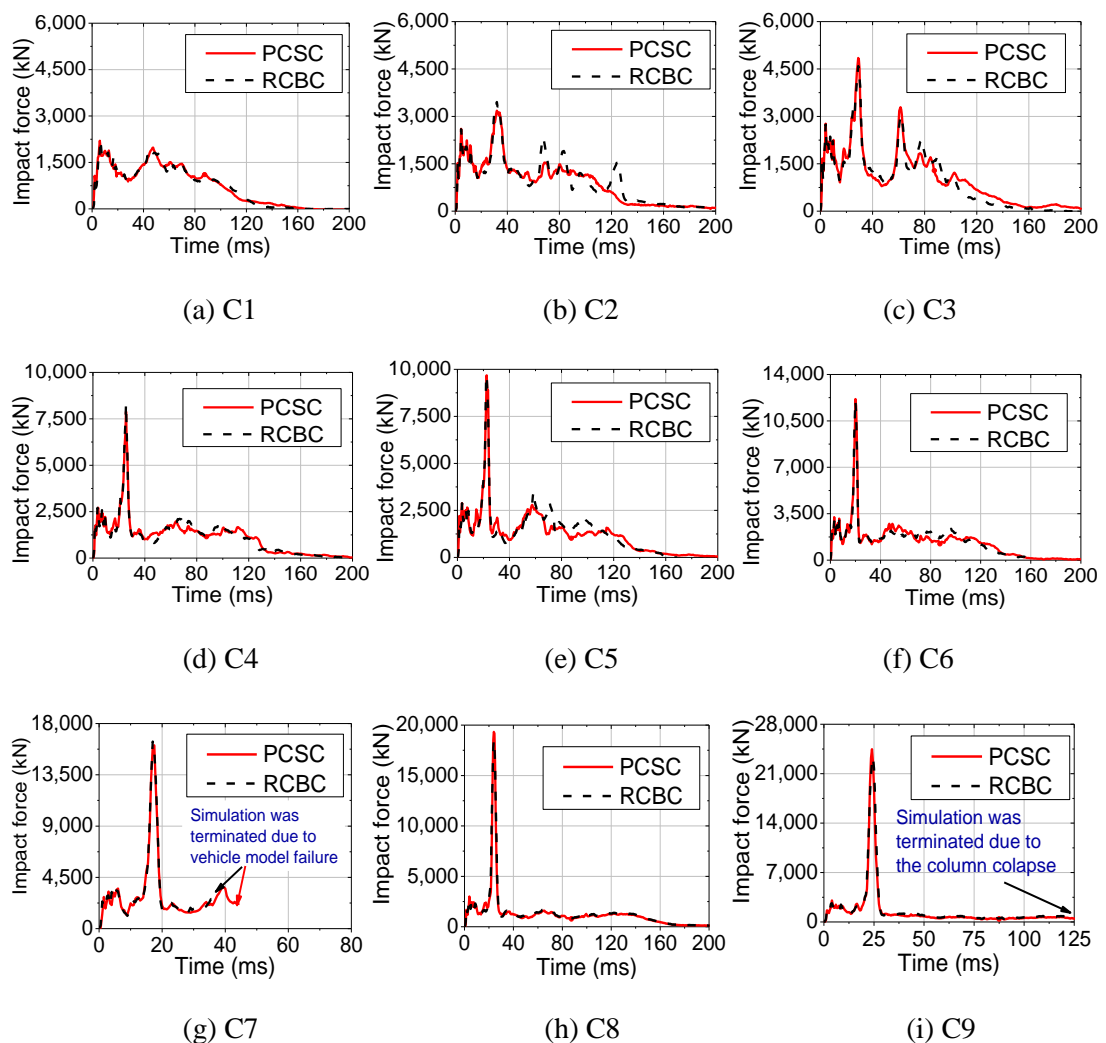 6,000
4,500
3,000
1,500
0
Impact force (kN)
PCSC
RCBC
0 40 80 120 160 200
Time (ms)
(a) C1
6,000
4,500
3,000
1,500
0
Impact force (kN)
PCSC
RCBC
0 40 80 120 160 200
Time (ms)
(b) C2
6,000
4,500
3,000
1,500
0
Impact force (kN)
PCSC
RCBC
0 40 80 120 160 200
Time (ms)
(c) C3
10,000
7,500
5,000
2,500
0
Impact force (kN)
PCSC
RCBC
0 40 80 120 160 200
Time (ms)
(d) C4
10,000
7,500
5,000
2,500
0
Impact force (kN)
PCSC
RCBC
0 40 80 120 160 200
Time (ms)
(e) C5
14,000
10,500
7,000
3,500
0
Impact force (kN)
PCSC
RCBC
0 40 80 120 160 200
Time (ms)
(f) C6
18,000
13,500
9,000
4,500
0
Impact force (kN)
PCSC
RCBC
Simulation was
terminated due to
vehicle model failure
0 20 40 60 80
Time (ms)
(g) C7
20,000
15,000
10,000
5,000
0
Impact force (kN)
PCSC
RCBC
0 40 80 120 160 200
Time (ms)
(h) C8
28,000
21,000
14,000
7,000
0
Impact force (kN)
PCSC
RCBC
Simulation was
terminated due to
the column colapse
0 25 50 75 100 125
Time (ms)
(i) C9